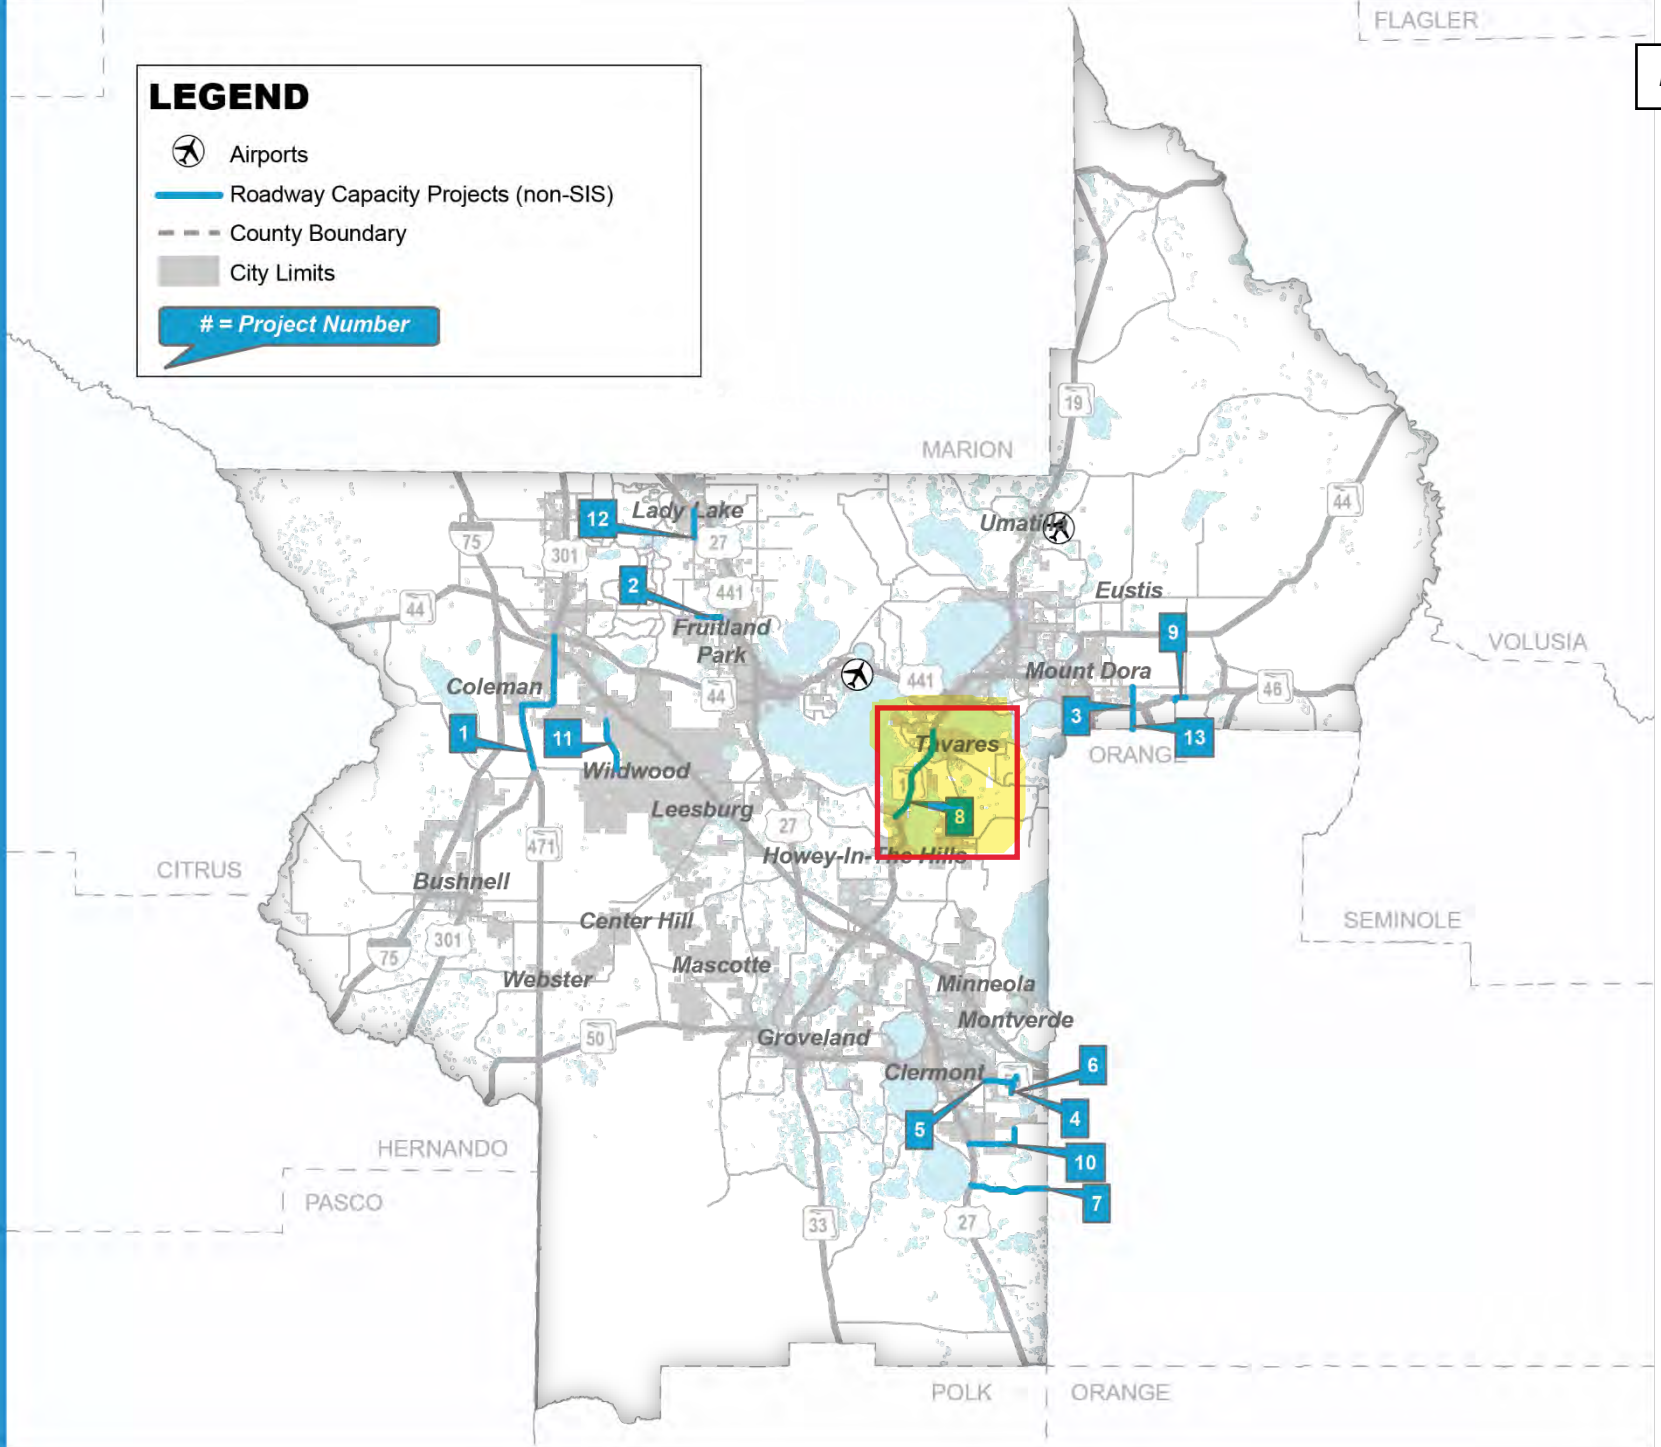 FLAGLER
LEGEND
Airports
Roadway Capacity Projects (non-SIS)
County Boundary
City Limits
# = Project Number
19
MARION
44
12
Lady Lake
Umatilla
75
301
27
2
441
Eustis
44
Fruitland
Park
9
VOLUSIA
Coleman
44
441
Mount Dora
46
1
11
3
13
Tavares
ORANGE
Wildwood
8
Leesburg
27
471
Howey-In-The Hills
CITRUS
Bushnell
Center Hill
SEMINOLE
301
75
Mascotte
Webster
Minneola
Montverde
50
Groveland
Clermont
6
5
4
10
HERNANDO
7
PASCO
33
27
POLK
ORANGE